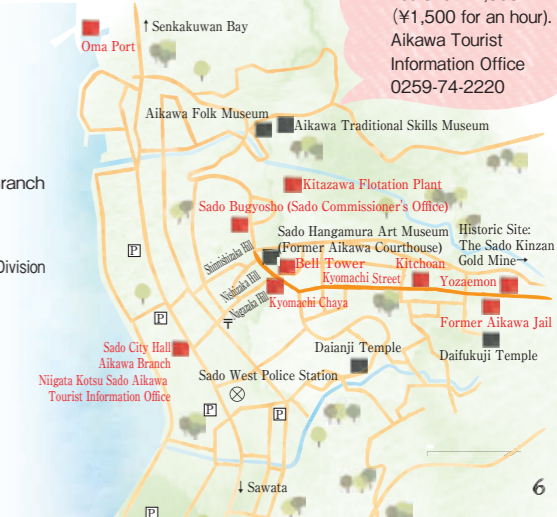 (¥1,500 for an hour).
Aikawa Tourist
Information Office
0259-74-2220
↑ Senkakuwan Bay
Oma Port
Aikawa Folk Museum
Aikawa Traditional Skills Museum
ranch
Kitazawa Flotation Plant
Sado Bugyosho (Sado Commissioner's Office)
Sado Hangamura Art Museum
(Former Aikawa Courthouse)
Historic Site:
The Sado Kinzan
Gold Mine→
Division
P
Shinnishizaka Hill
Nishizaka Hill
Nagazaka Hill
Bell Tower
Kitchoan
Kyomachi Street
Yozaemon
Kyomachi Chaya
〒
P
Former Aikawa Jail
Sado City Hall
Aikawa Branch
Niigata Kotsu Sado Aikawa
Tourist Information Office
Daianji Temple
Daifukuji Temple
Sado West Police Station
P
P
↓ Sawata
P
6